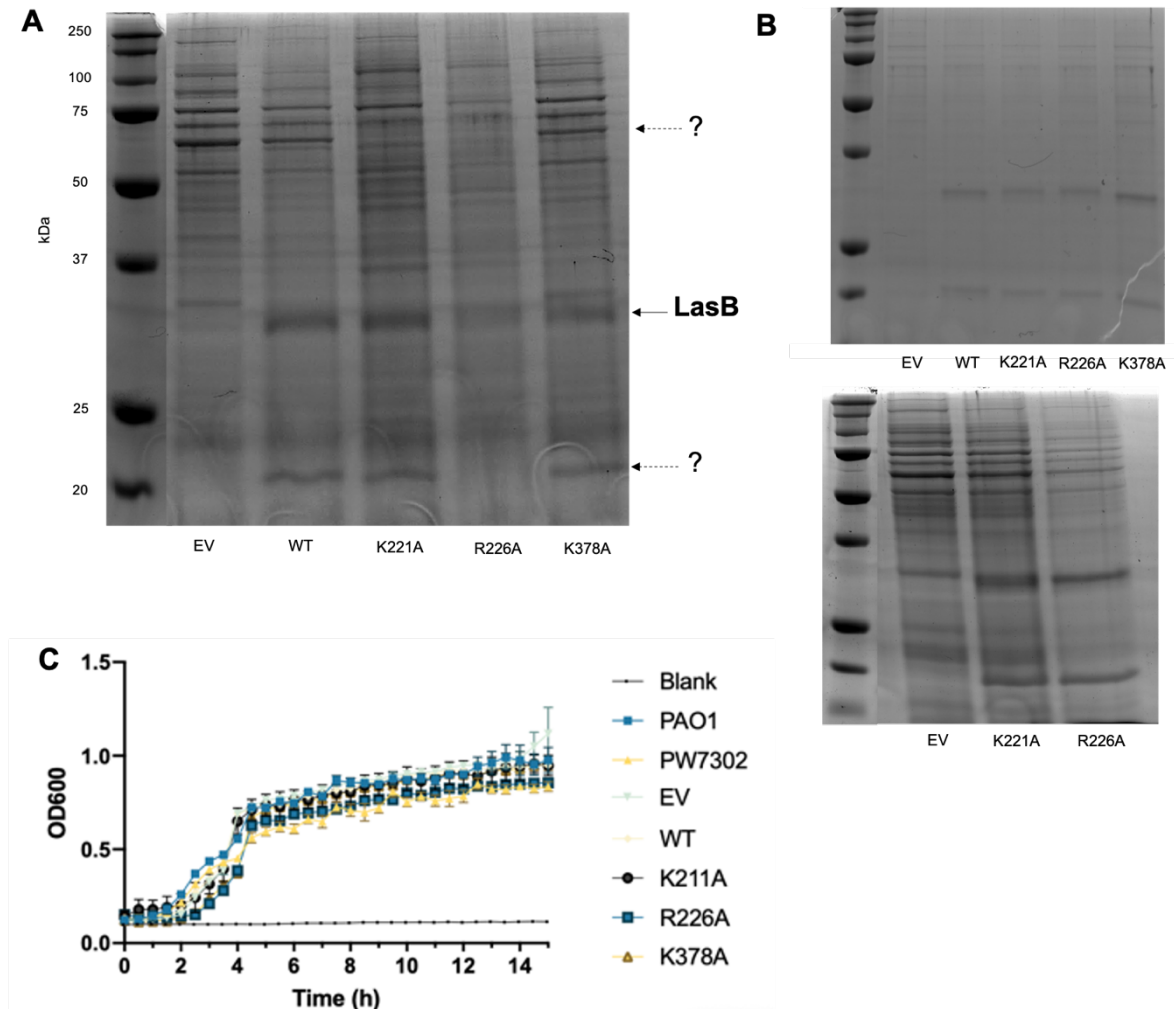 A
250
100
75
50
kDa
37
25
20
?
LasB
?
EV WT K221A R226A K378A
B
EV WT K221A R226A K378A
EV K221A R226A
C
1.5
1.0
0.5
0.0
OD600
0 2 4 6 8 10 12 14
Time (h)
Blank
PAO1
PW7302
EV
WT
K211A
R226A
K378A